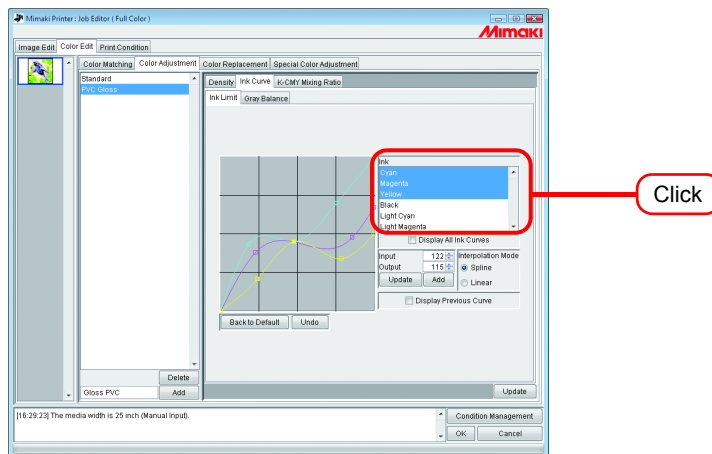 Mimaki Printer : Job Editor ( Full Color )
Mimaki
Image Edit Color Edit Print Condition
Color Matching Color Adjustment Color Replacement Special Color Adjustment
Standard
PVC Gloss
Density Ink Curve K-CMY Mixing Ratio
Ink Limit Gray Balance
Ink
Cyan
Magenta
Yellow
Black
Light Cyan
Light Magenta
Click
Display All Ink Curves
Input 122 Interpolation Mode
Output 115 Spline
Update Add Linear
Display Previous Curve
Back to Default Undo
Delete
Gloss PVC Add
Update
[16:29:23] The media width is 25 inch (Manual Input).
Condition Management
OK Cancel